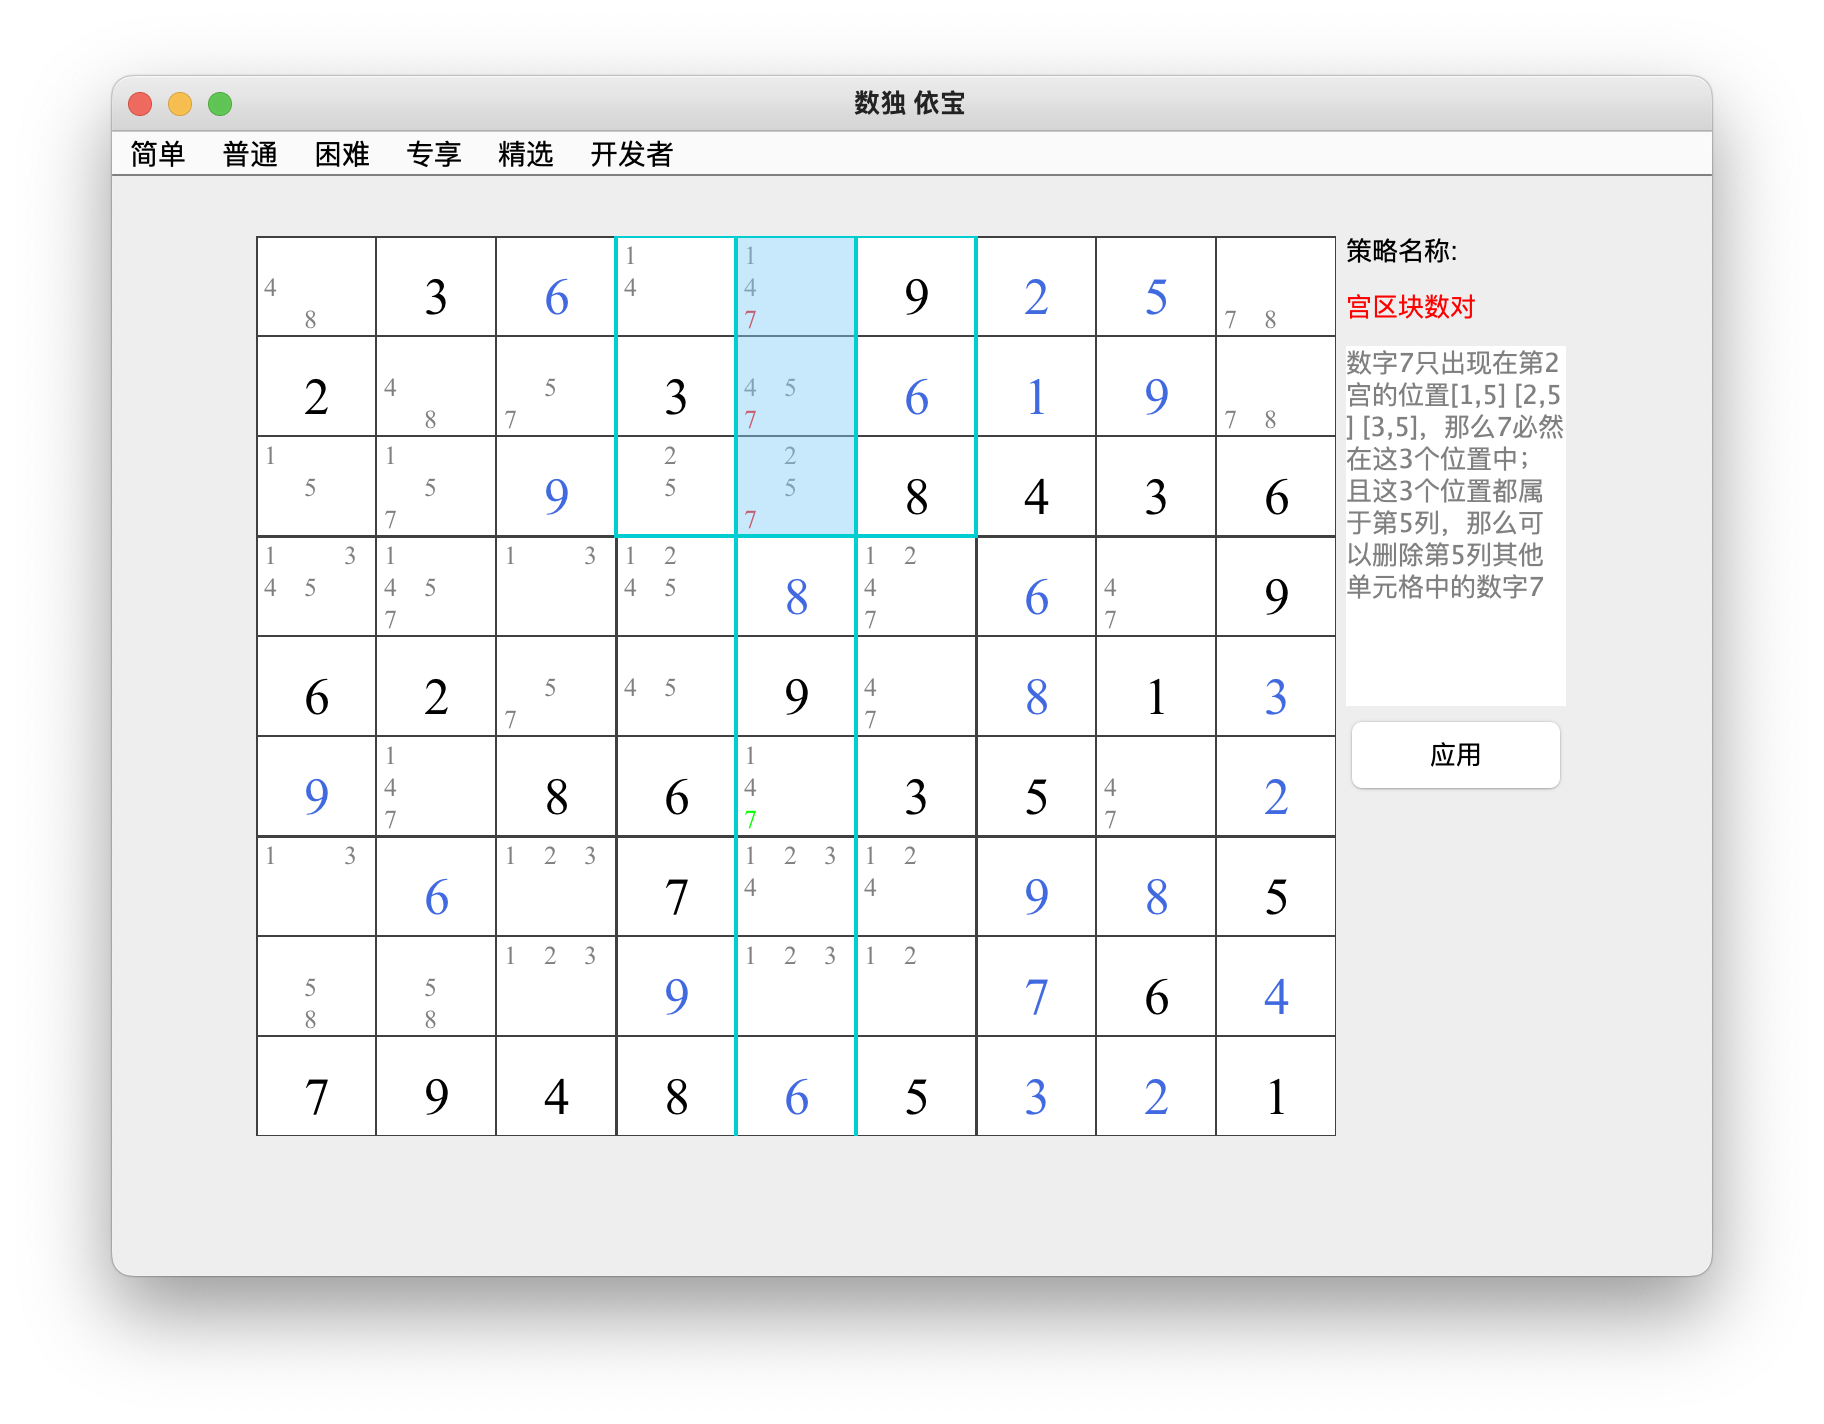 数独 依宝
简单 普通 困难 专享 精选 开发者
4 8 3 6 1 4 1 4 7 9 2 5 7 8
2 4 8 5 7 3 4 5 7 6 1 9 7 8
1 5 1 5 7 9 2 5 2 5 7 8 4 3 6
1 3 4 5 1 4 5 7 1 3 1 2 4 5 8 1 2 4 7 6 4 7 9
6 2 5 7 4 5 9 4 7 8 1 3
9 1 4 7 8 6 1 4 7 3 5 4 7 2
1 3 6 1 2 3 7 1 2 3 4 1 2 4 9 8 5
5 8 5 8 1 2 3 9 1 2 3 1 2 7 6 4
7 9 4 8 6 5 3 2 1
策略名称:
宫区块数对
数字7只出现在第2
宫的位置[1,5] [2,5
] [3,5]，那么7必然
在这3个位置中；
且这3个位置都属
于第5列，那么可
以删除第5列其他
单元格中的数字7
应用